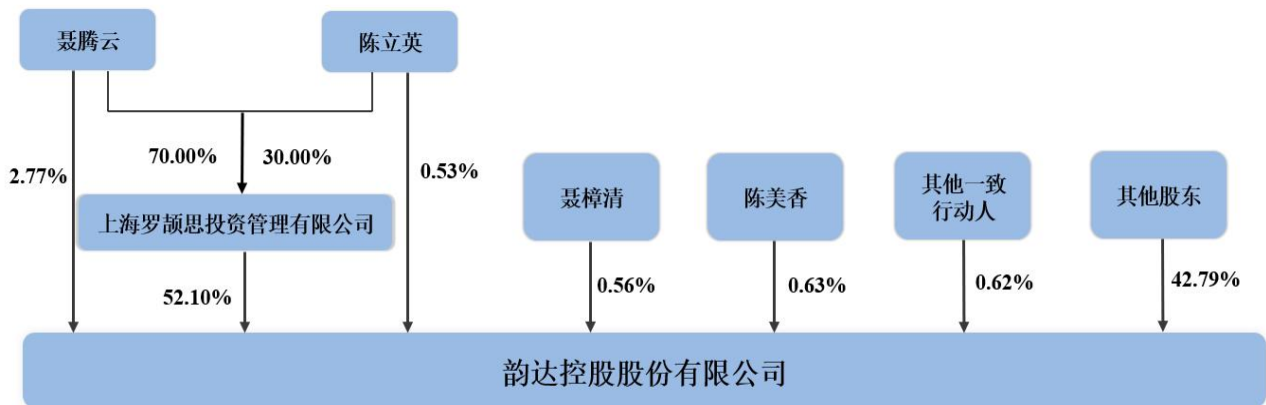 聂腾云
陈立英
70.00%
30.00%
2.77%
0.53%
聂樟清
陈美香
其他一致
行动人
其他股东
上海罗颉思投资管理有限公司
52.10%
0.56%
0.63%
0.62%
42.79%
韵达控股股份有限公司